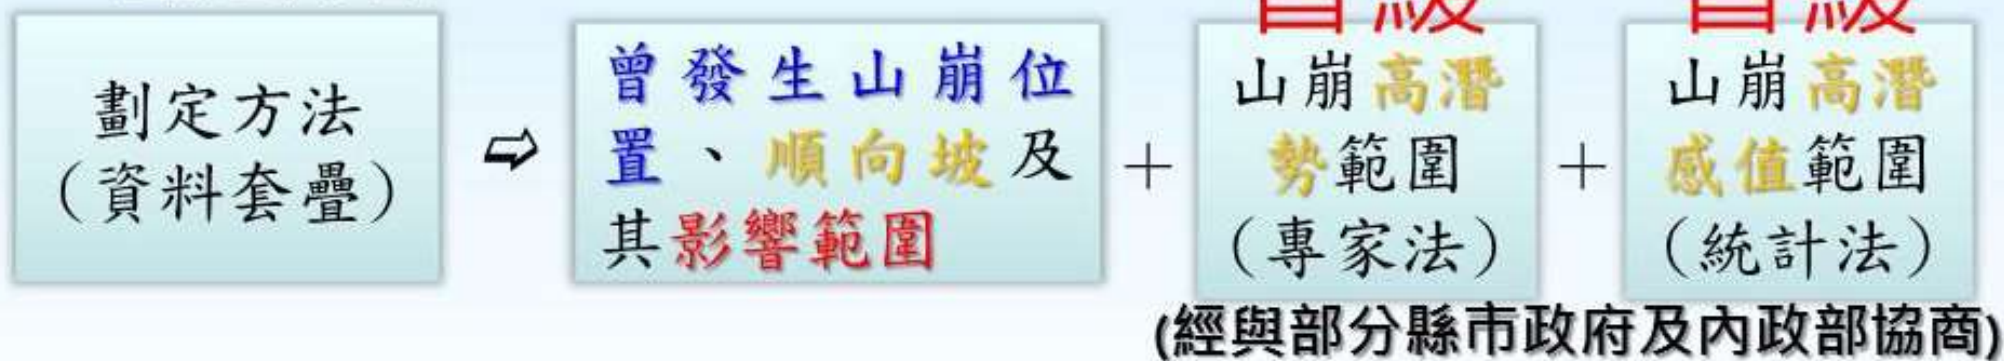 劃定方法
(資料套疊)
⇨
曾發生山崩位
置、順向坡及
其影響範圍
+
山崩高潛
勢範圍
(專家法)
+
山崩高潛
感值範圍
(統計法)
(經與部分縣市政府及內政部協商)